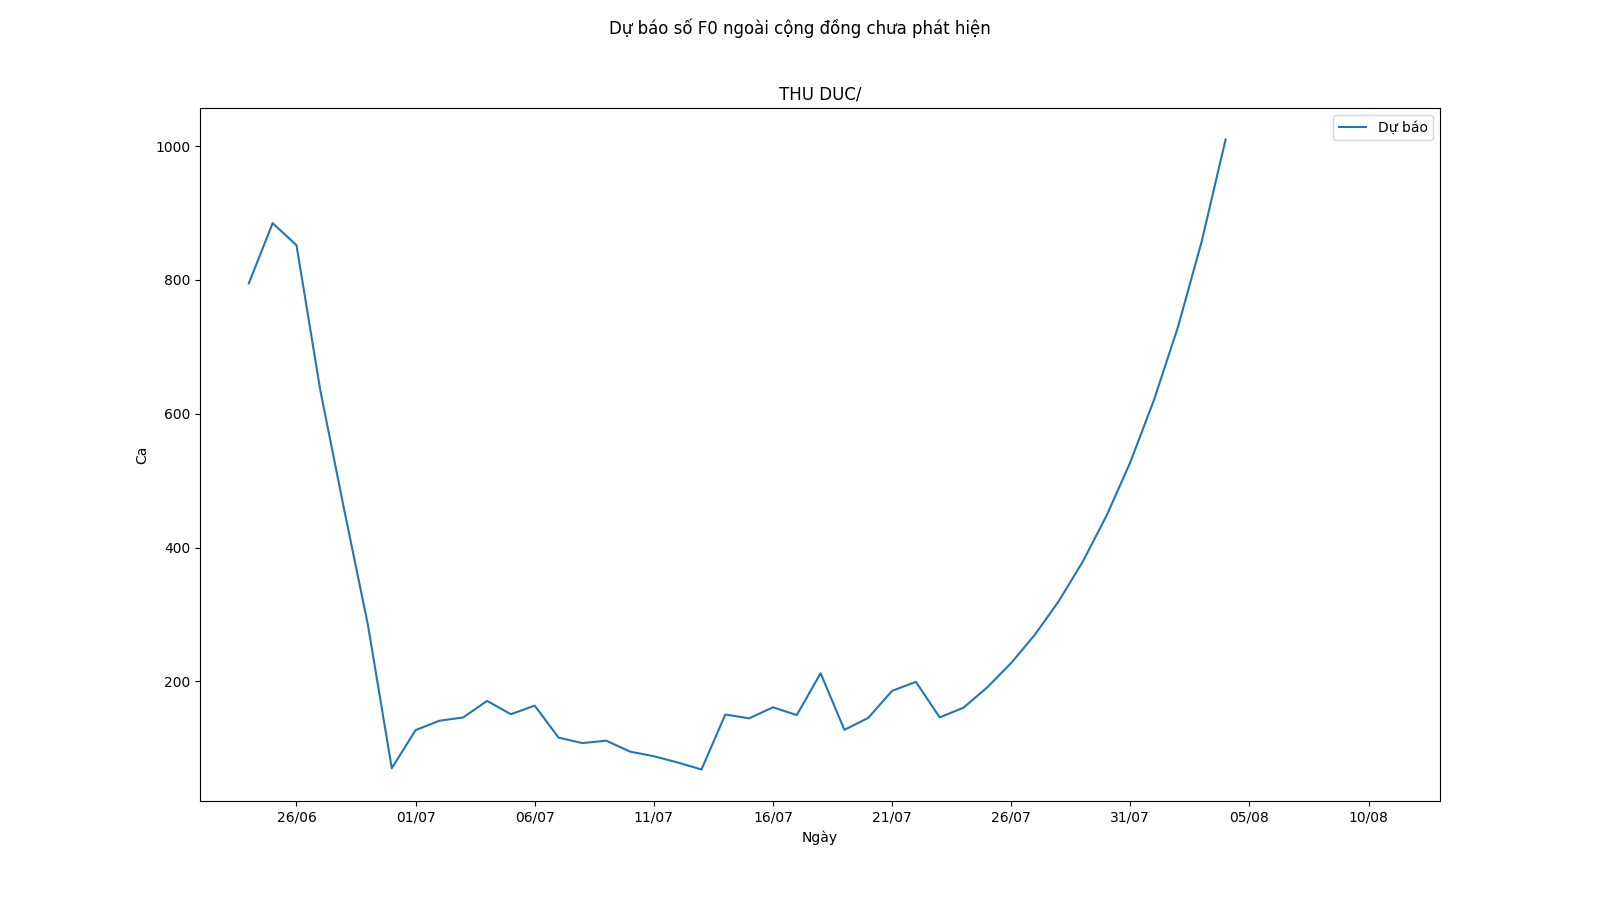 Dự báo số F0 ngoài cộng đồng chưa phát hiện
THU DUC/
Dự báo
1000
800
600
400
200
Ca
26/06 01/07 06/07 11/07 16/07 21/07 26/07 31/07 05/08 10/08
Ngày